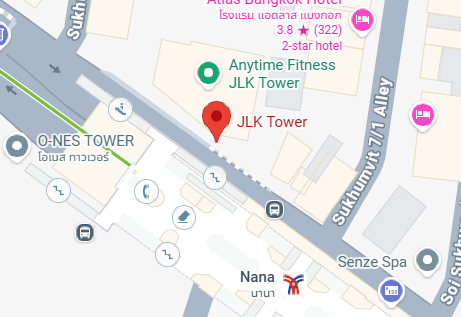 Atlas Bangkok Hotel
โรงแรม แอตลาส แบงกอก
3.8 ★ (322)
2-star hotel
Sukh
Anytime Fitness
JLK Tower
JLK Tower
O-NES TOWER
โอเนส ทาวเวอร์
Sukhumvit 7/1 Alley
Senze Spa
Nana
นานา
Soi Sukhumvit